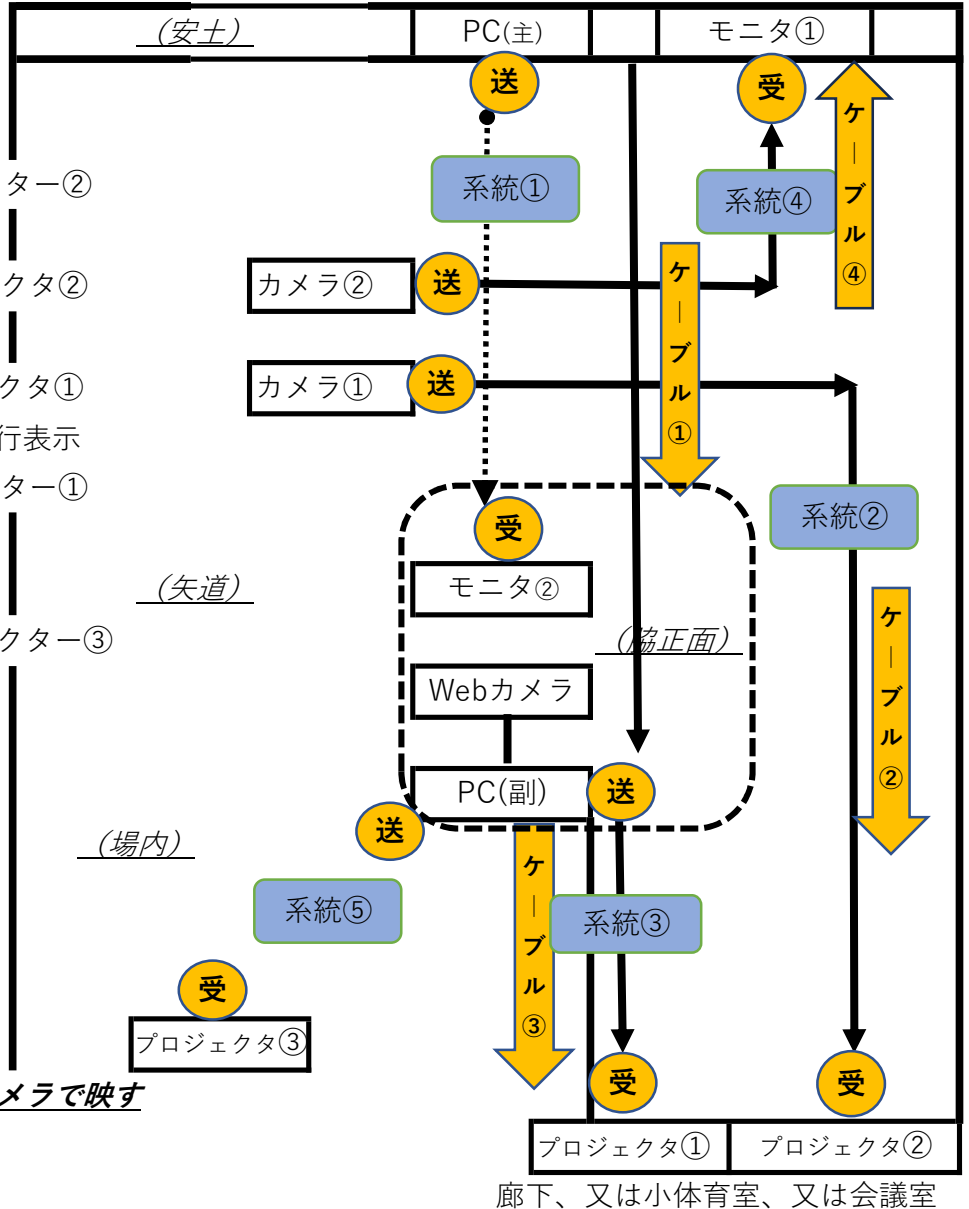 (安土)
PC(主)
モニタ①
送
受
ケーブル④
ター②
系統①
系統④
クタ②
カメラ②
送
ケーブル①
クタ①
カメラ①
送
行表示
ター①
系統②
受
(矢道)
モニタ②
クター③
(脇正面)
ケーブル②
Webカメラ
PC(副)
送
送
(場内)
ケーブル③
系統⑤
系統③
受
プロジェクタ③
受
受
メラで映す
プロジェクタ①
プロジェクタ②
廊下、又は小体育室、又は会議室